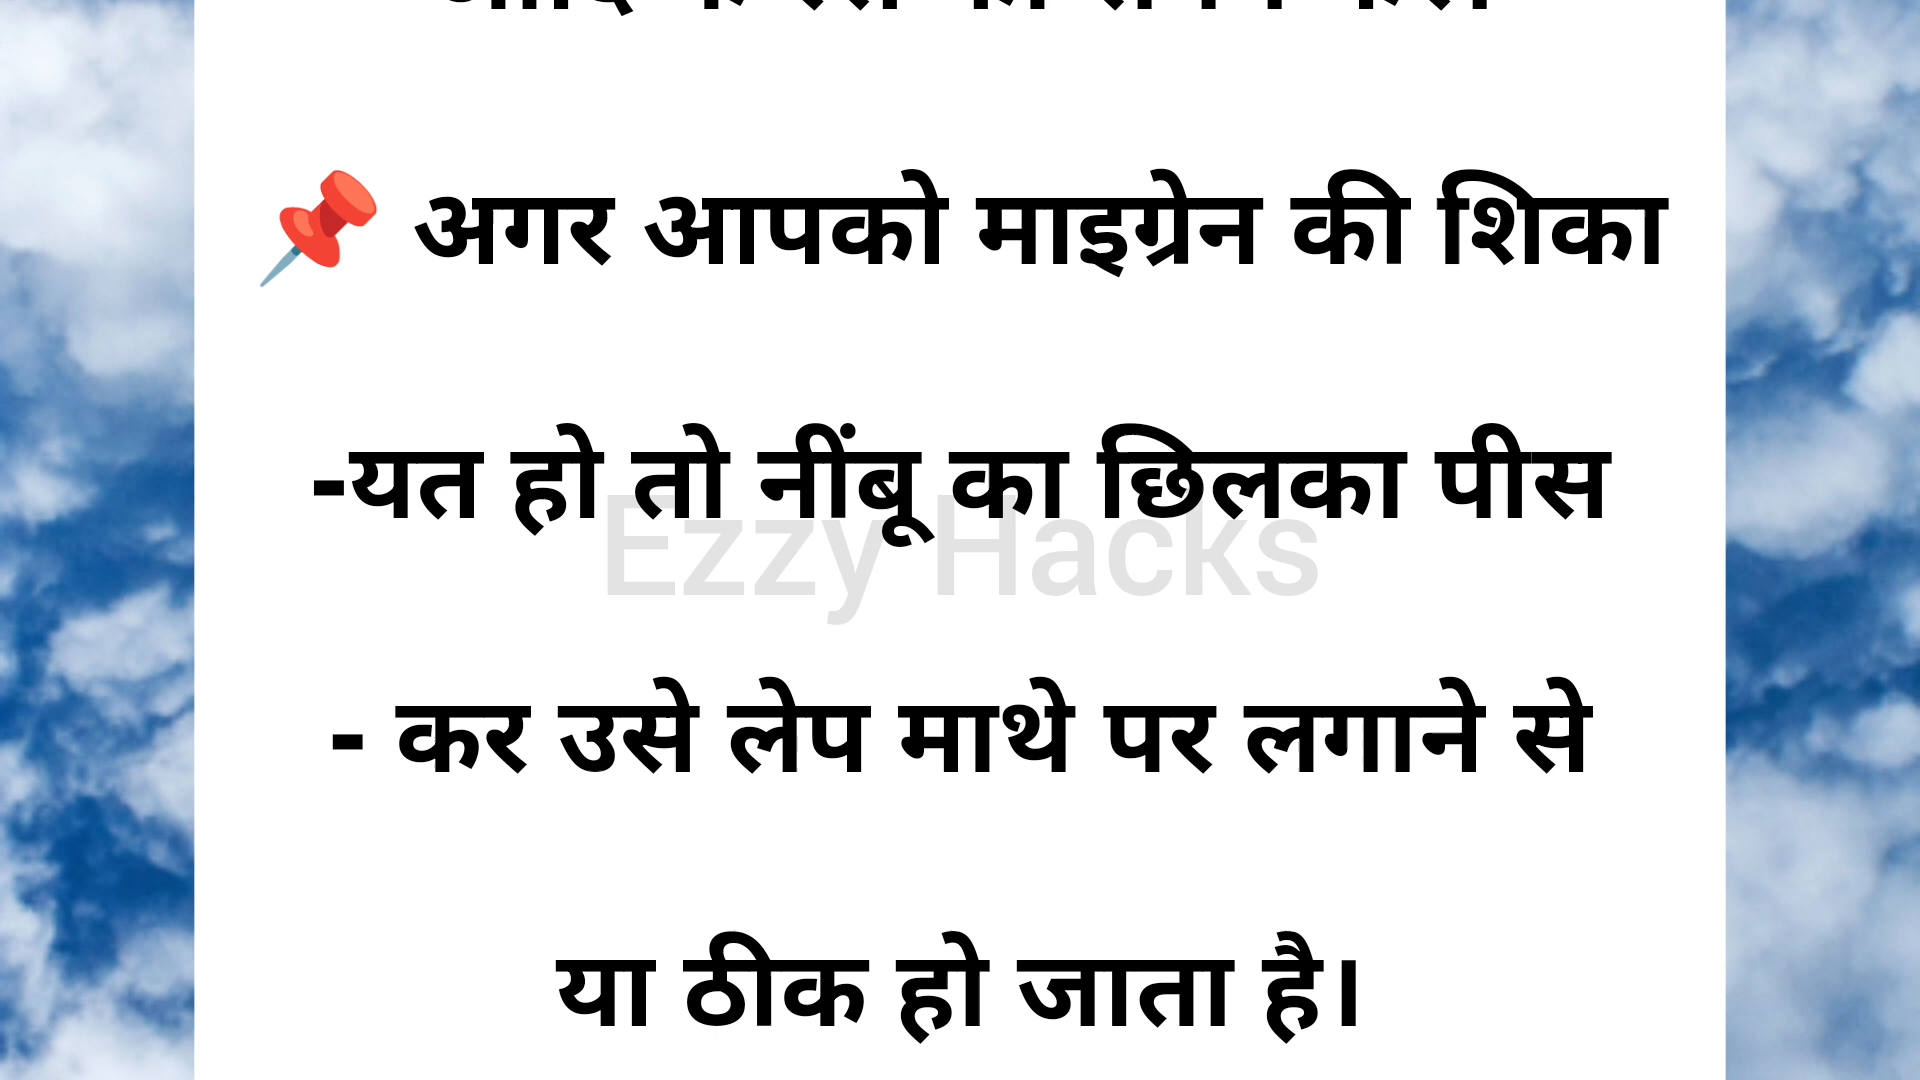 📌 अगर आपको माइग्रेन की शिका
-यत हो तो नींबू का छिलका पीस
Ezzy Hacks
- कर उसे लेप माथे पर लगाने से
या ठीक हो जाता है।